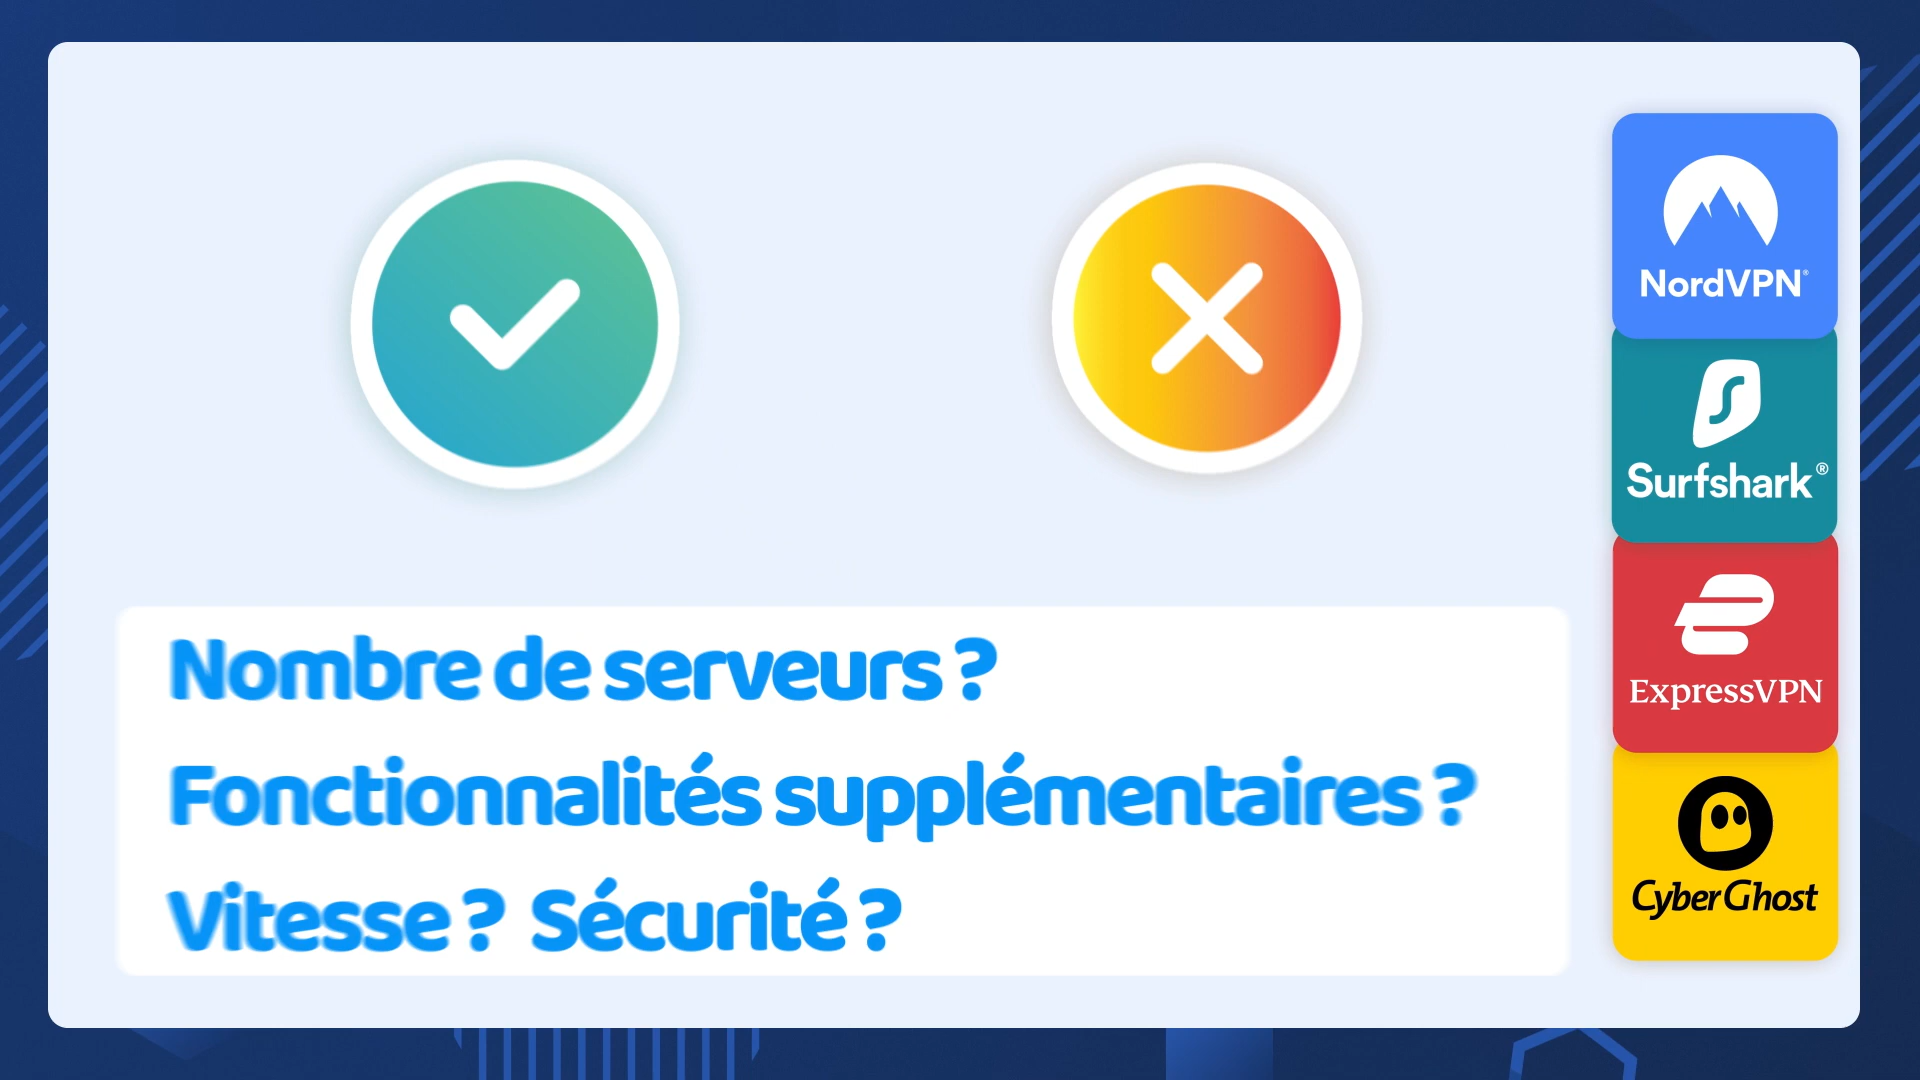 NordVPN®
Surfshark®
ExpressVPN
CyberGhost
Nombre de serveurs ?
Fonctionnalités supplémentaires ?
Vitesse ? Sécurité ?